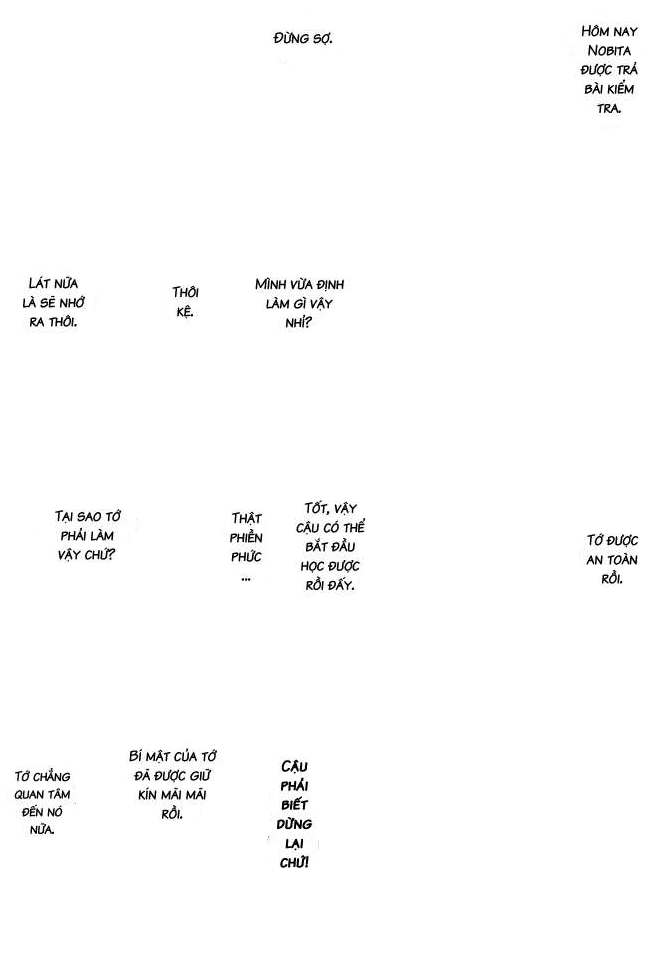 HÔM NAY
NOBITA
ĐƯỢC TRẢ
BÀI KIỂM
TRA.
ĐỪNG SỢ.
MÌNH VỪA ĐỊNH
LÀM GÌ VẬY
NHỈ?
THÔI
KỆ.
LÁT NỮA
LÀ SẼ NHỚ
RA THÔI.
TỚ ĐƯỢC
AN TOÀN
RỒI.
TỐT, VẬY
CẬU CÓ THỂ
BẮT ĐẦU
HỌC ĐƯỢC
RỒI ĐẤY.
THẬT
PHIỀN
PHỨC
...
TẠI SAO TỚ
PHẢI LÀM
VẬY CHỨ?
CẬU
PHẢI
BIẾT
DỪNG
LẠI
CHỨ!
BÍ MẬT CỦA TỚ
ĐÃ ĐƯỢC GIỮ
KÍN MÃI MÃI
RỒI.
TỚ CHẲNG
QUAN TÂM
ĐẾN NÓ
NỮA.